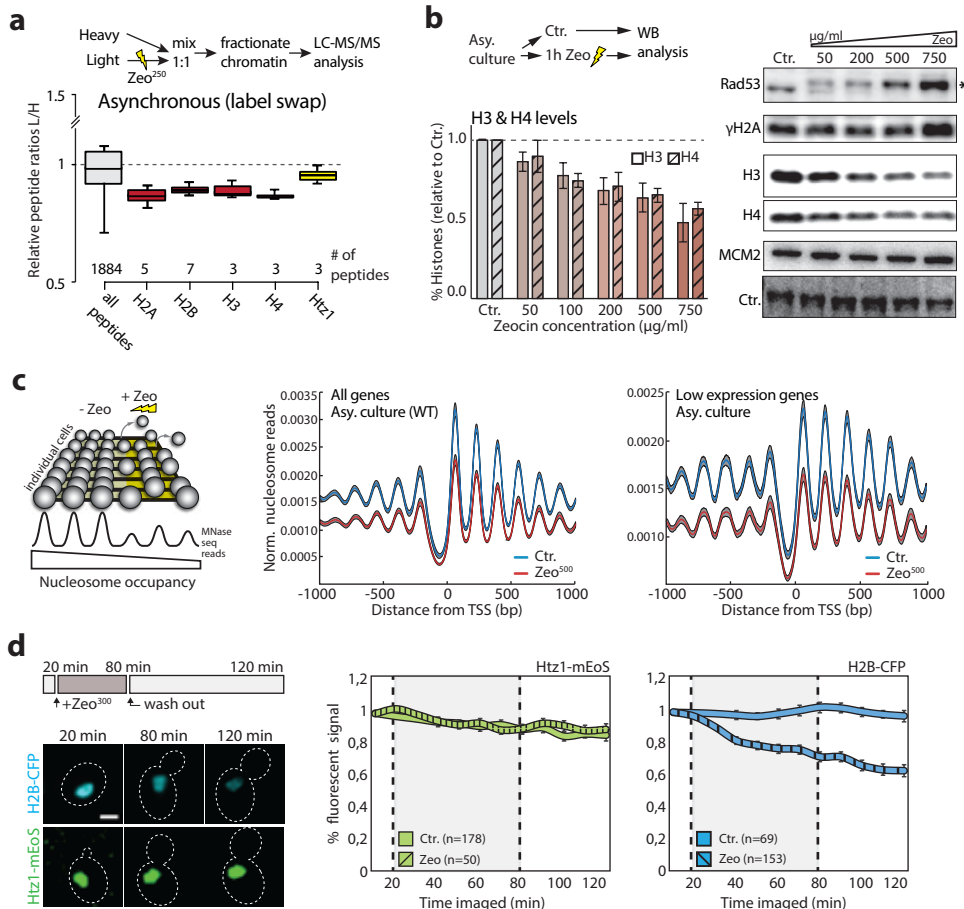 a
Heavy
Light
Zeo250
mix
1:1
fractionate
chromatin
LC-MS/MS
analysis
Asynchronous (label swap)
Relative peptide ratios L/H
1.5
1
0.5
1884 5 7 3 3 3
# of
peptides
all
peptides
H2A
H2B
H3
H4
Htz1
b
Asy.
culture
Ctr.
1h Zeo
WB
analysis
H3 & H4 levels
% Histones (relative to Ctr.)
1.0
0.5
0.0
H3 H4
Ctr. 50 100 200 500 750
Zeocin concentration (µg/ml)
µg/ml Zeo
Ctr. 50 200 500 750
Rad53 *
γH2A
H3
H4
MCM2
Ctr.
c
- Zeo
+ Zeo
individual cells
MNase
seq
reads
Nucleosome occupancy
Norm. nucleosome reads
All genes
Asy. culture (WT)
0.0035
0.0030
0.0025
0.0020
0.0015
0.0010
0.0005
Ctr.
Zeo500
-1000 -500 0 500 1000
Distance from TSS (bp)
Low expression genes
Asy. culture
0.0025
0.0020
0.0015
0.0010
Ctr.
Zeo500
-1000 -500 0 500 1000
Distance from TSS (bp)
d
20 min 80 min 120 min
+Zeo300
wash out
20 min 80 min 120 min
H2B-CFP
Htz1-mEoS
Htz1-mEoS
% fluorescent signal
1,2
1
0,8
0,6
0,4
0,2
0
Ctr. (n=178)
Zeo (n=50)
20 40 60 80 100 120
Time imaged (min)
H2B-CFP
1,2
1
0,8
0,6
0,4
0,2
0
Ctr. (n=69)
Zeo (n=153)
20 40 60 80 100 120
Time imaged (min)